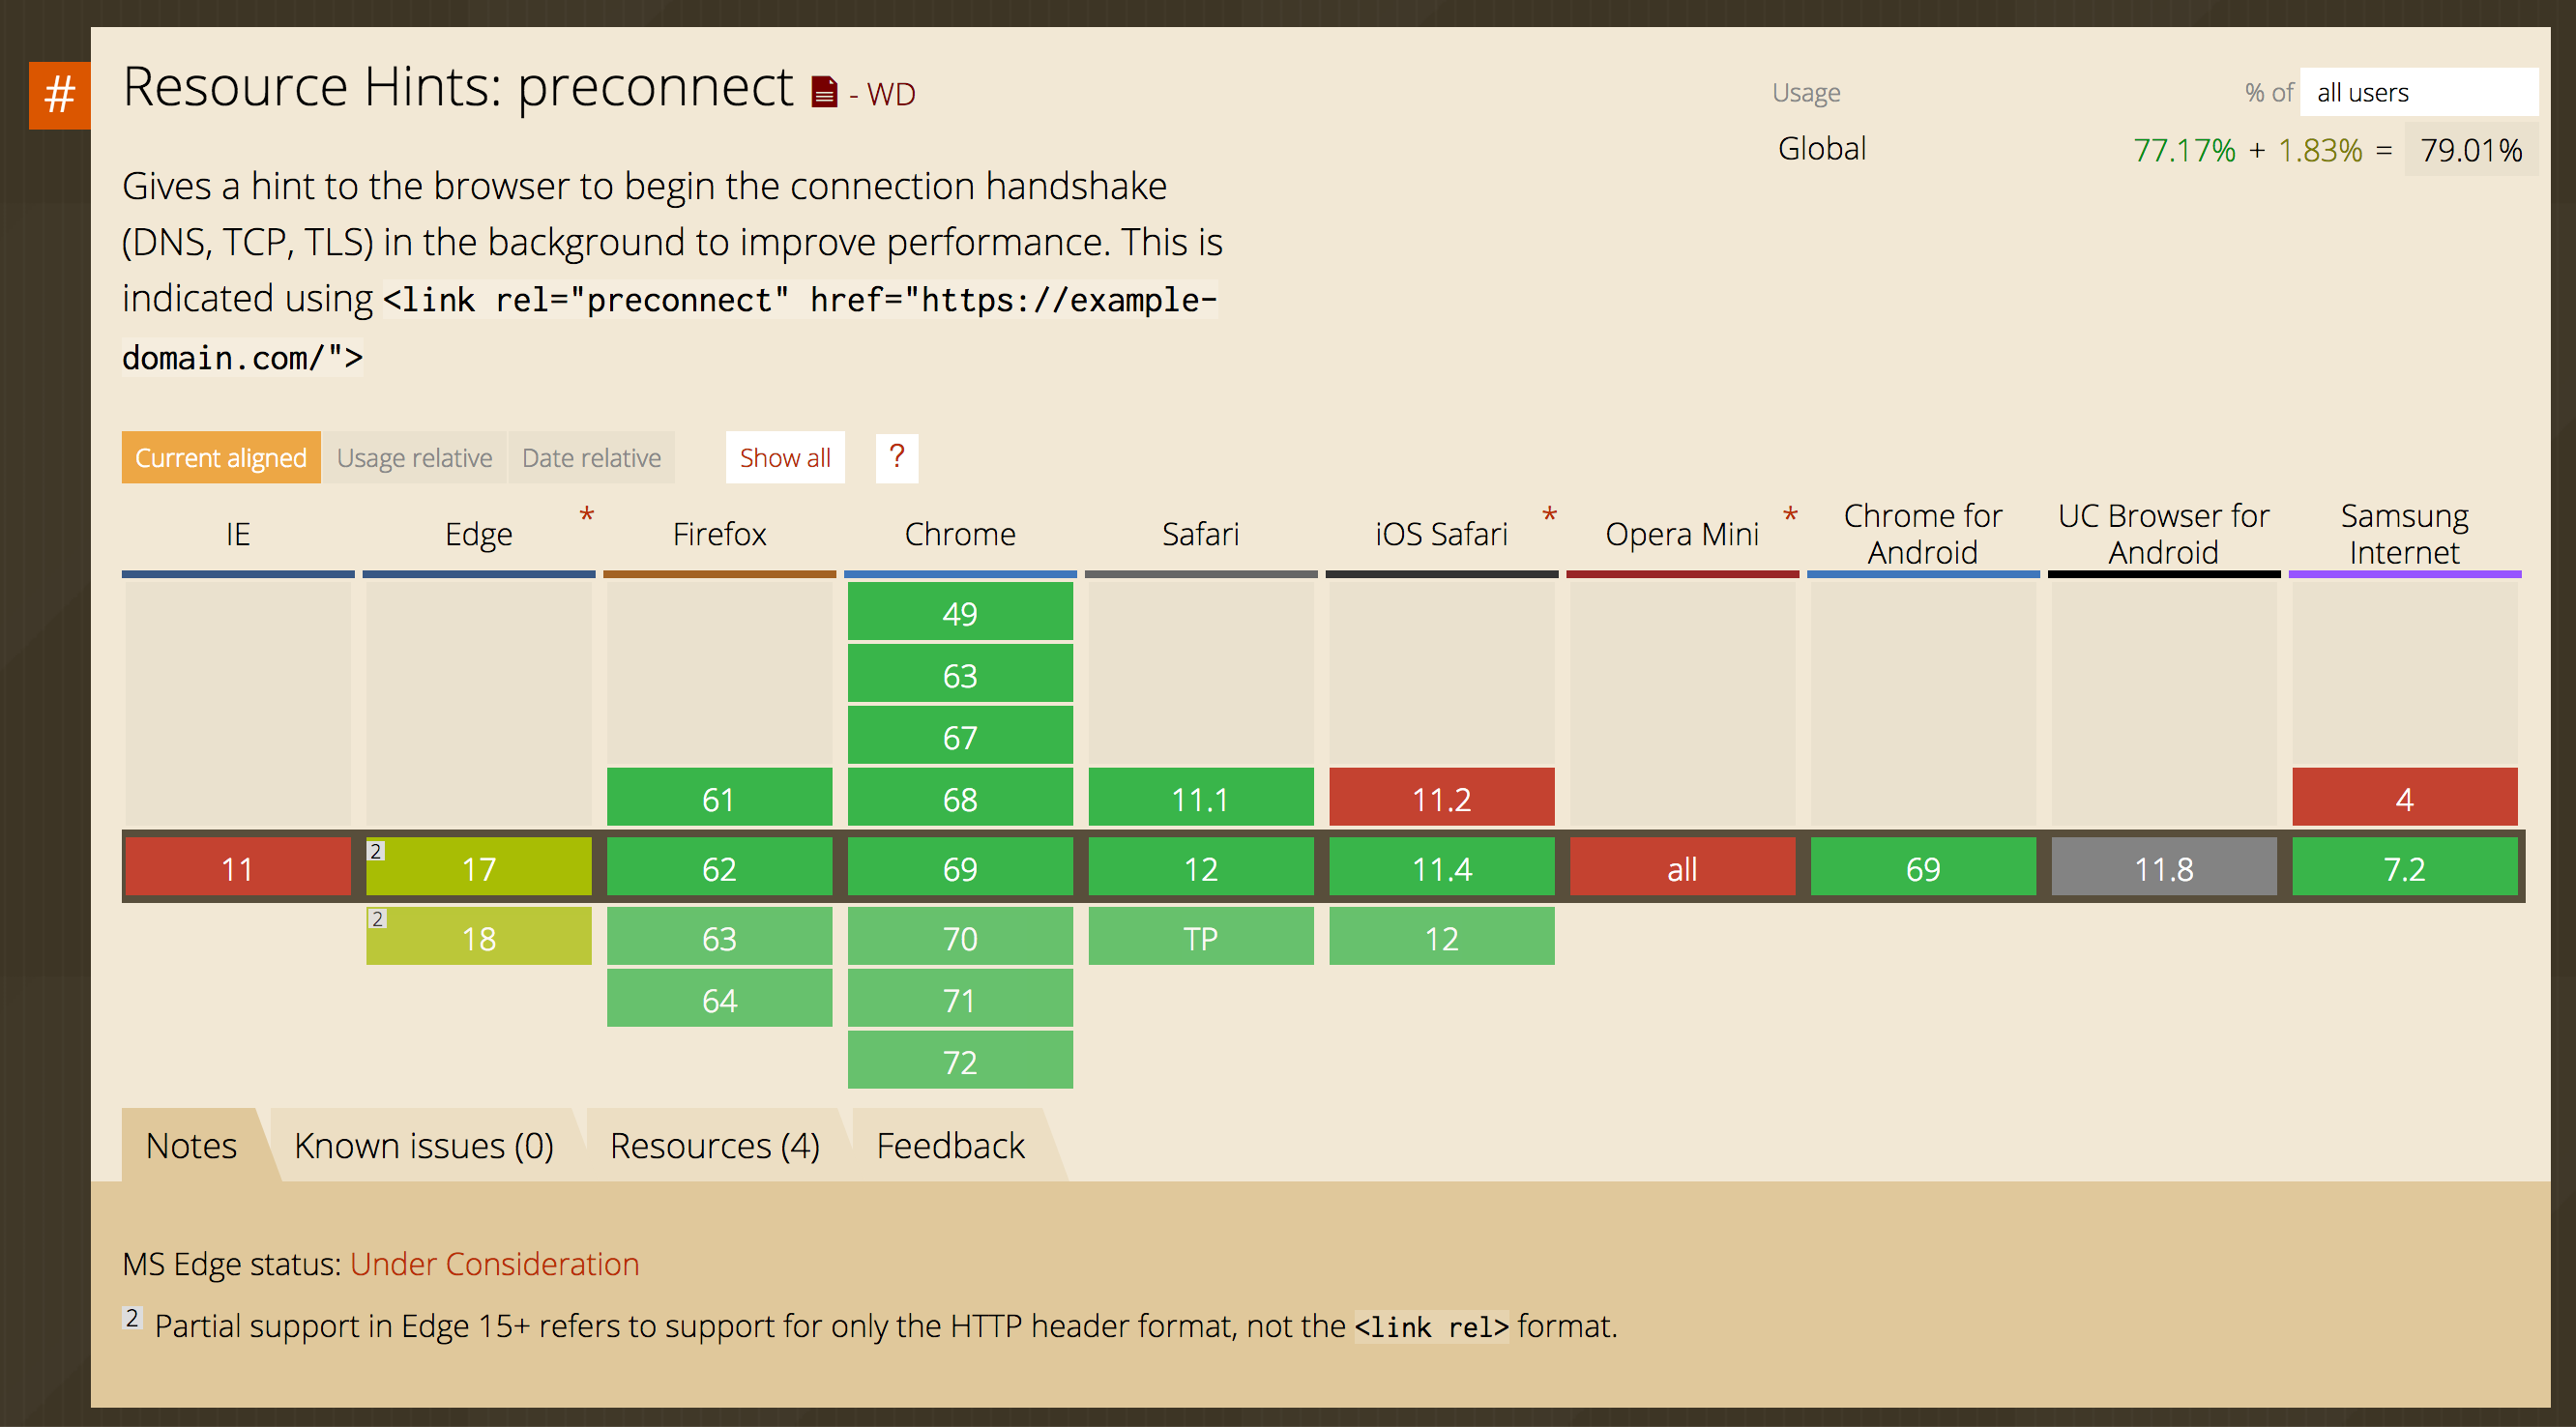 #
Resource Hints: preconnect - WD
Usage % of all users
Global 77.17% + 1.83% = 79.01%
Gives a hint to the browser to begin the connection handshake
(DNS, TCP, TLS) in the background to improve performance. This is
indicated using <link rel="preconnect" href="https://example-
domain.com/">
Current aligned Usage relative Date relative Show all ?
IE Edge * Firefox Chrome Safari iOS Safari * Opera Mini * Chrome for Android UC Browser for Android Samsung Internet
49
63
67
61 68 11.1 11.2 4
11 2 17 62 69 12 11.4 all 69 11.8 7.2
2 18 63 70 TP 12
64 71
72
Notes Known issues (0) Resources (4) Feedback
MS Edge status: Under Consideration
2 Partial support in Edge 15+ refers to support for only the HTTP header format, not the <link rel> format.